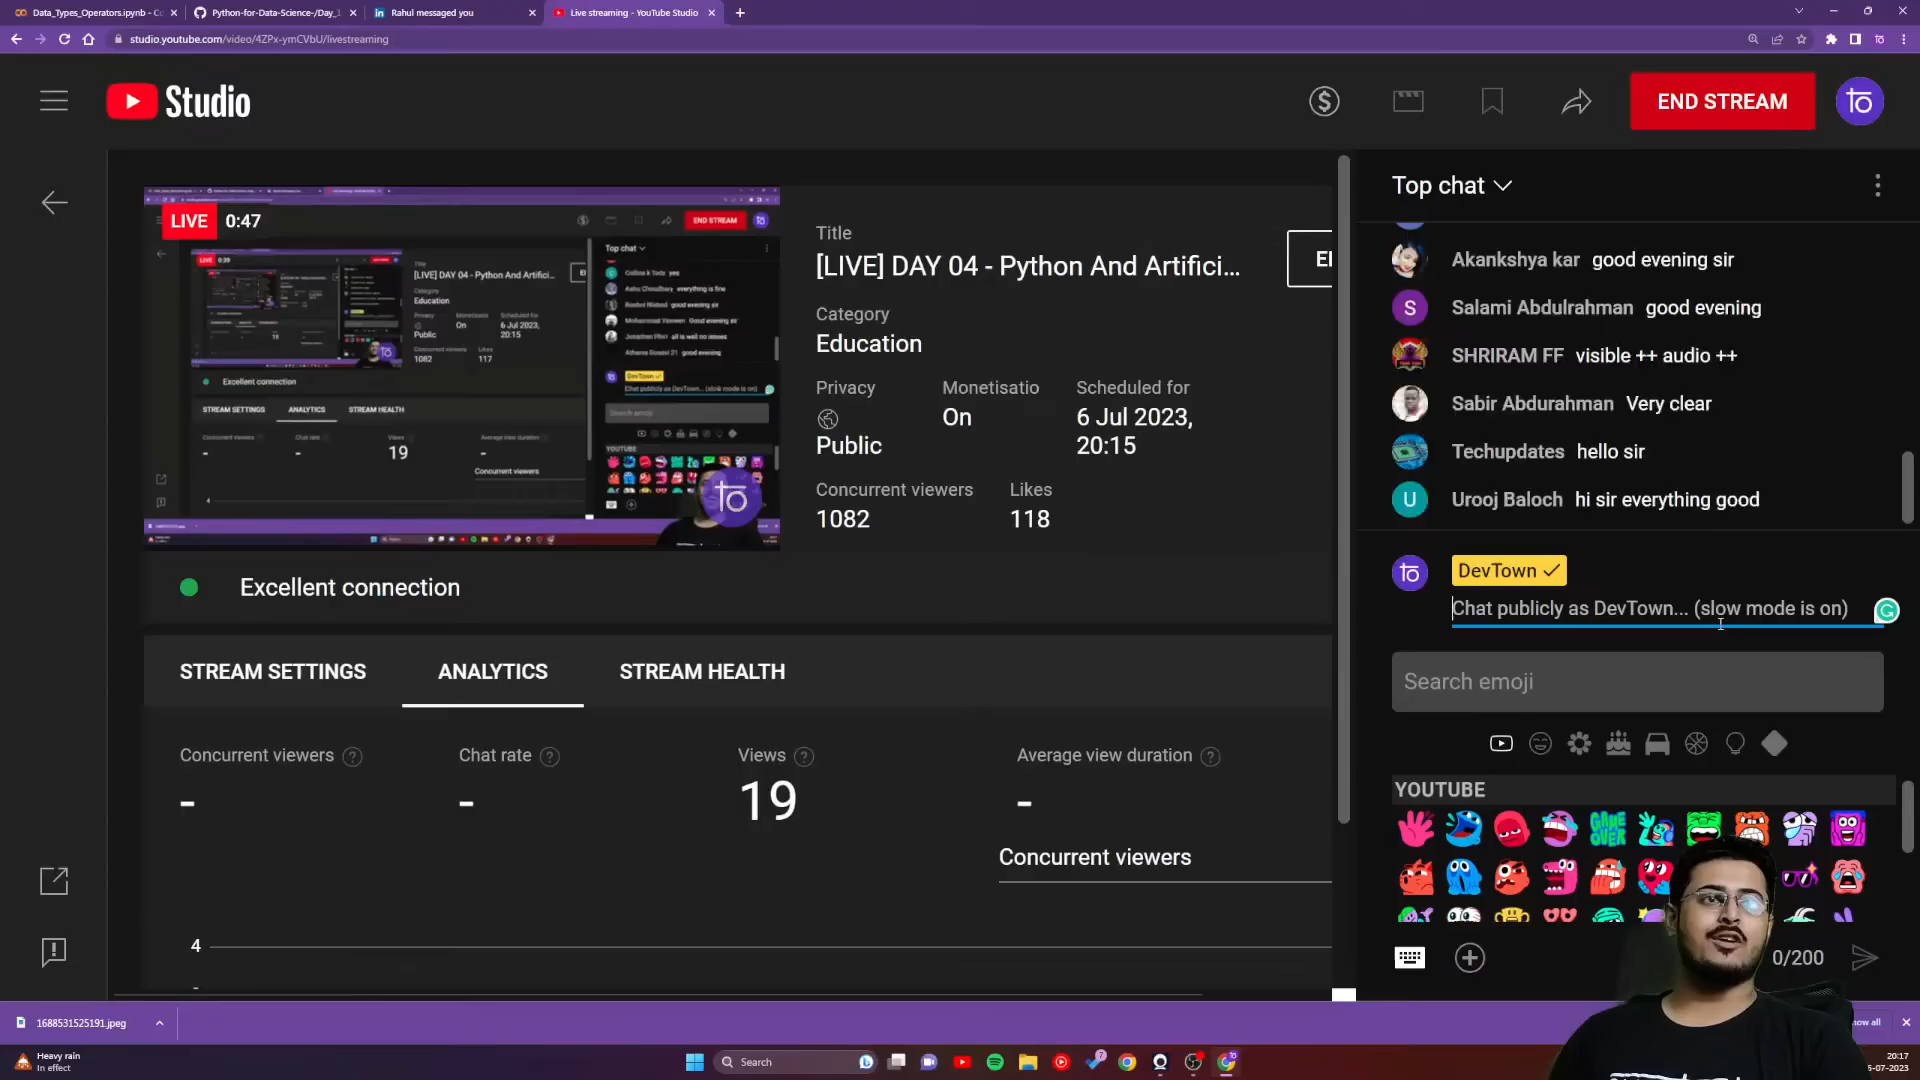 Data_Types_Operators.ipynb - C
Python-for-Data-Science-/Day_
Rahul messaged you
Live streaming - YouTube Studio
studio.youtube.com/video/4ZPx-ymCVbU/livestreaming
Studio
END STREAM
LIVE 0:47
Title
[LIVE] DAY 04 - Python And Artifici...
Category
Education
Privacy
Public
Monetisatio
On
Scheduled for
6 Jul 2023,
20:15
Concurrent viewers
1082
Likes
118
Excellent connection
STREAM SETTINGS
ANALYTICS
STREAM HEALTH
Concurrent viewers
-
Chat rate
-
Views
19
Average view duration
-
Concurrent viewers
4
Top chat
Akankshya kar good evening sir
Salami Abdulrahman good evening
SHRIRAM FF visible ++ audio ++
Sabir Abdurahman Very clear
Techupdates hello sir
Urooj Baloch hi sir everything good
DevTown
Chat publicly as DevTown... (slow mode is on)
Search emoji
YOUTUBE
GAME OVER
0/200
1688531525191.jpeg
Heavy rain
In effect
Search
20:17